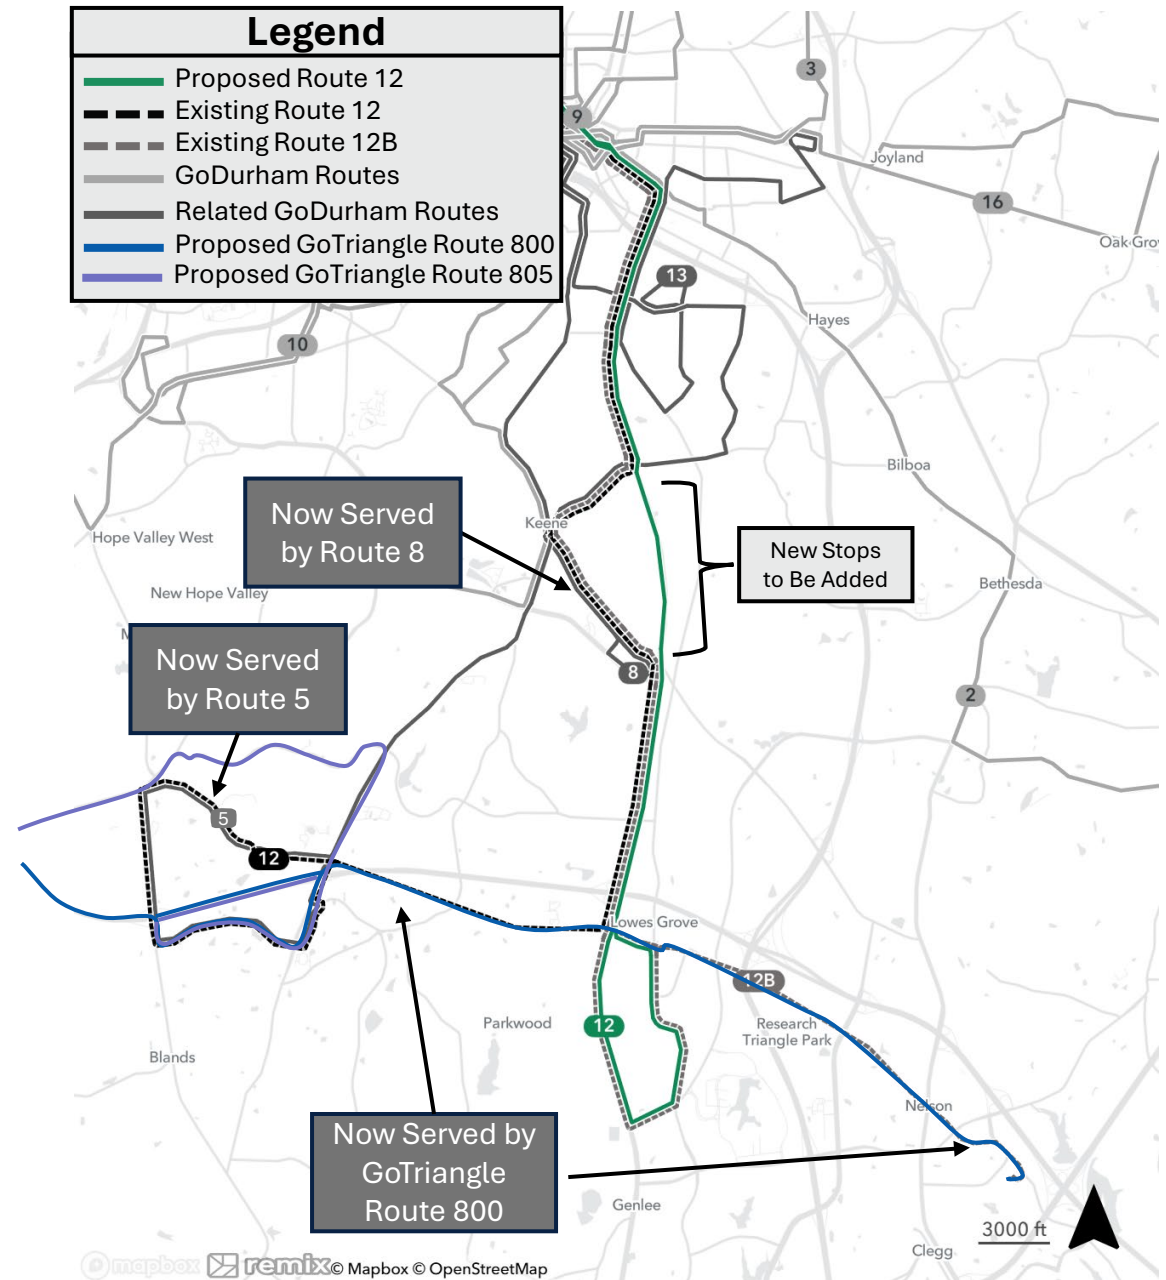 Legend
Proposed Route 12
Existing Route 12
Existing Route 12B
GoDurham Routes
Related GoDurham Routes
Proposed GoTriangle Route 800
Proposed GoTriangle Route 805
9
3
Joyland
16
Oak Gro
13
Hayes
10
Bilboa
Now Served
by Route 8
Keene
Hope Valley West
New Stops
to Be Added
Bethesda
New Hope Valley
Now Served
by Route 5
8
2
5
12
Lowes Grove
12B
12
Parkwood
Research
Triangle Park
Blands
Nelson
Now Served by
GoTriangle
Route 800
Genlee
3000 ft
Clegg
mapbox
remix
© Mapbox © OpenStreetMap